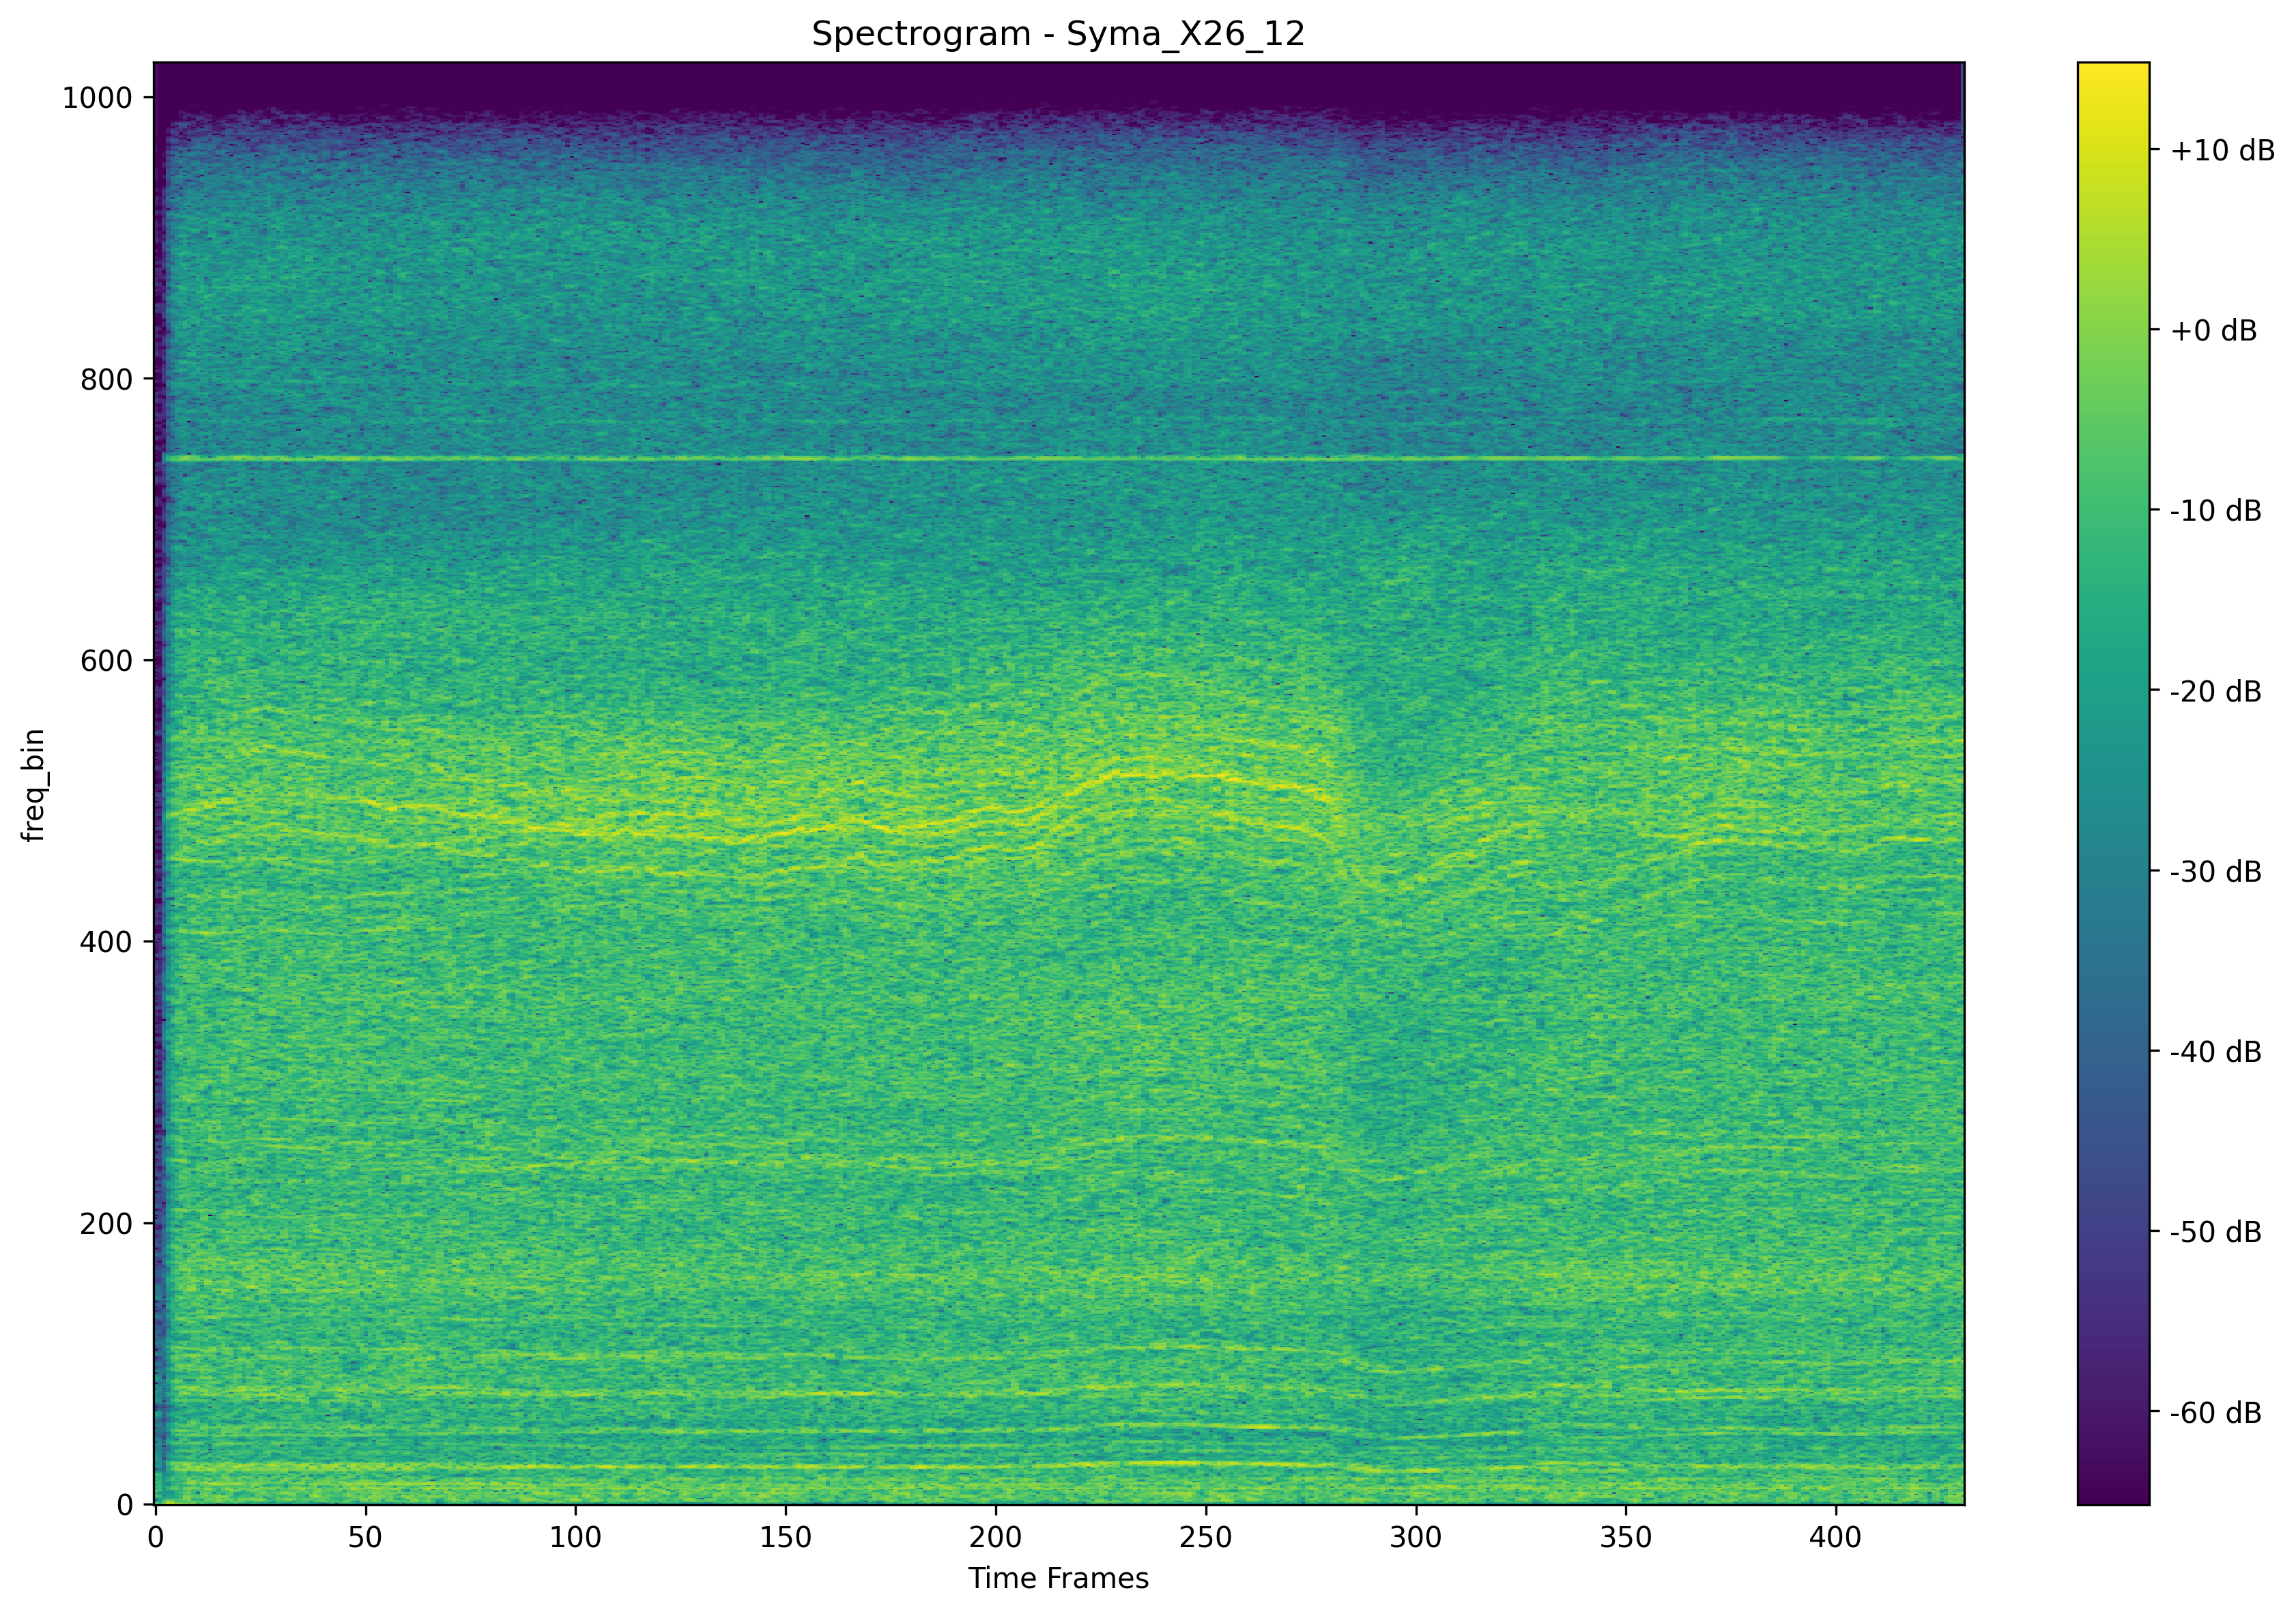 Spectrogram - Syma_X26_12
freq_bin
1000
800
600
400
200
0
0 50 100 150 200 250 300 350 400
Time Frames
+10 dB
+0 dB
-10 dB
-20 dB
-30 dB
-40 dB
-50 dB
-60 dB